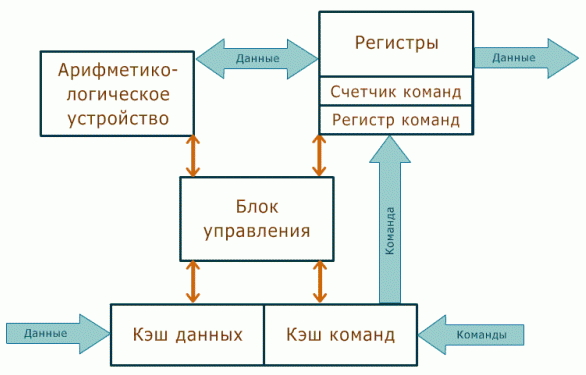 Регистры
Данные
Данные
Арифметико-
логическое
устройство
Счетчик команд
Регистр команд
Блок
управления
Команда
Данные
Кэш данных
Кэш команд
Команды